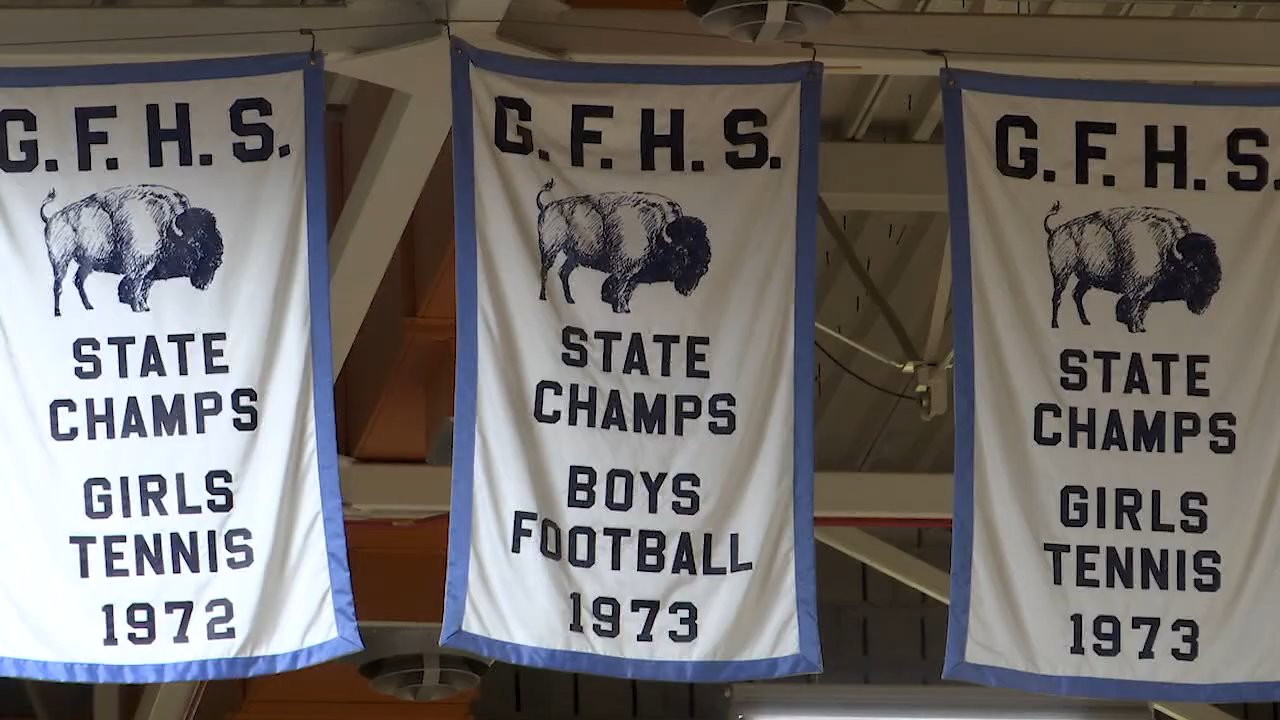 G.F.H.S.
STATE
CHAMPS
GIRLS
TENNIS
1972
G.F.H.S.
STATE
CHAMPS
BOYS
FOOTBALL
1973
G.F.H.S.
STATE
CHAMPS
GIRLS
TENNIS
1973